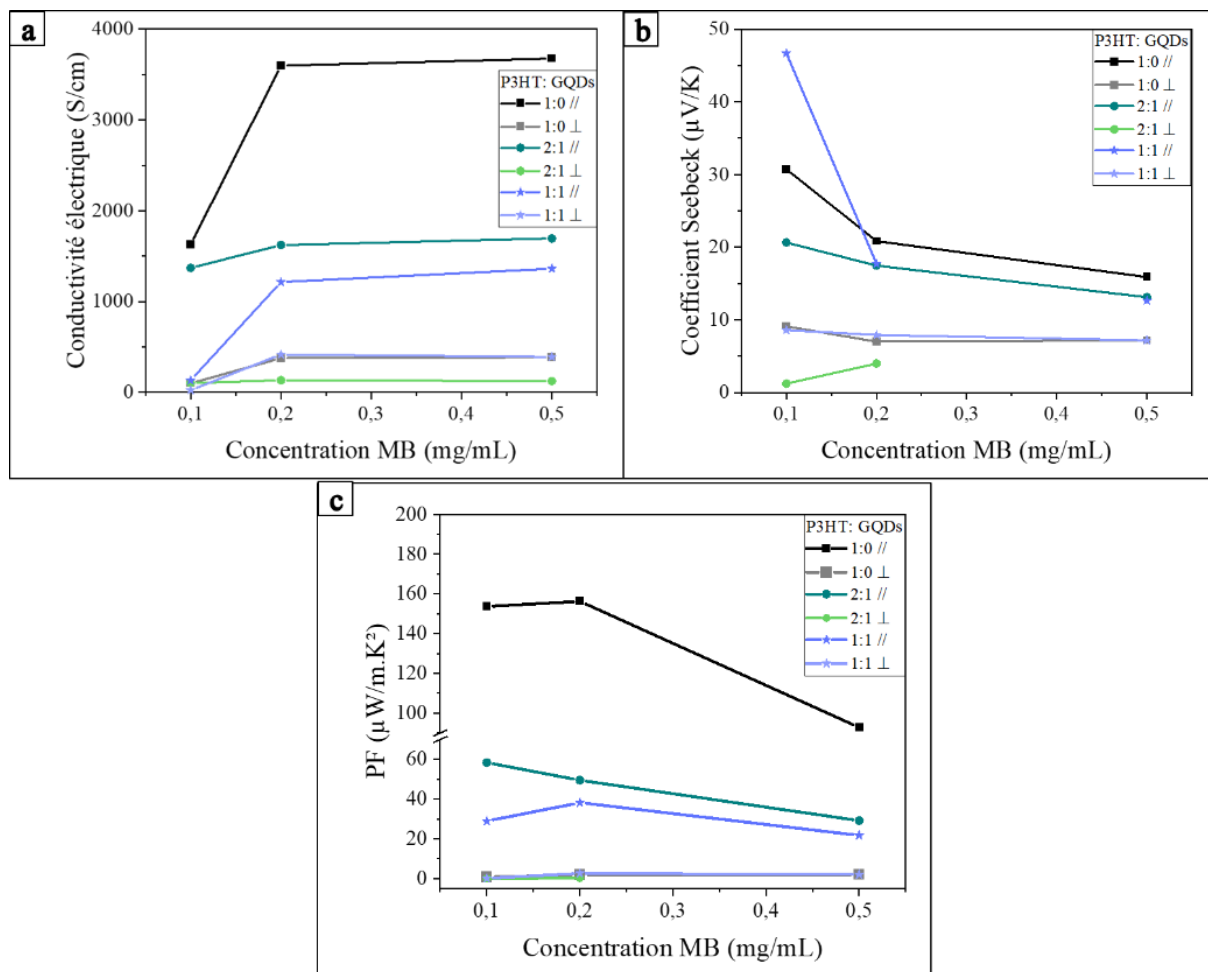 a
Conductivité électrique (S/cm)
4000
3000
2000
1000
0
0,1 0,2 0,3 0,4 0,5
Concentration MB (mg/mL)
P3HT: GQDs
1:0 //
1:0 ⊥
2:1 //
2:1 ⊥
1:1 //
1:1 ⊥
b
Coefficient Seebeck (µV/K)
50
40
30
20
10
0
0,1 0,2 0,3 0,4 0,5
Concentration MB (mg/mL)
P3HT: GQDs
1:0 //
1:0 ⊥
2:1 //
2:1 ⊥
1:1 //
1:1 ⊥
c
PF (µW/m.K²)
200
180
160
140
120
100
60
40
20
0
0,1 0,2 0,3 0,4 0,5
Concentration MB (mg/mL)
P3HT: GQDs
1:0 //
1:0 ⊥
2:1 //
2:1 ⊥
1:1 //
1:1 ⊥